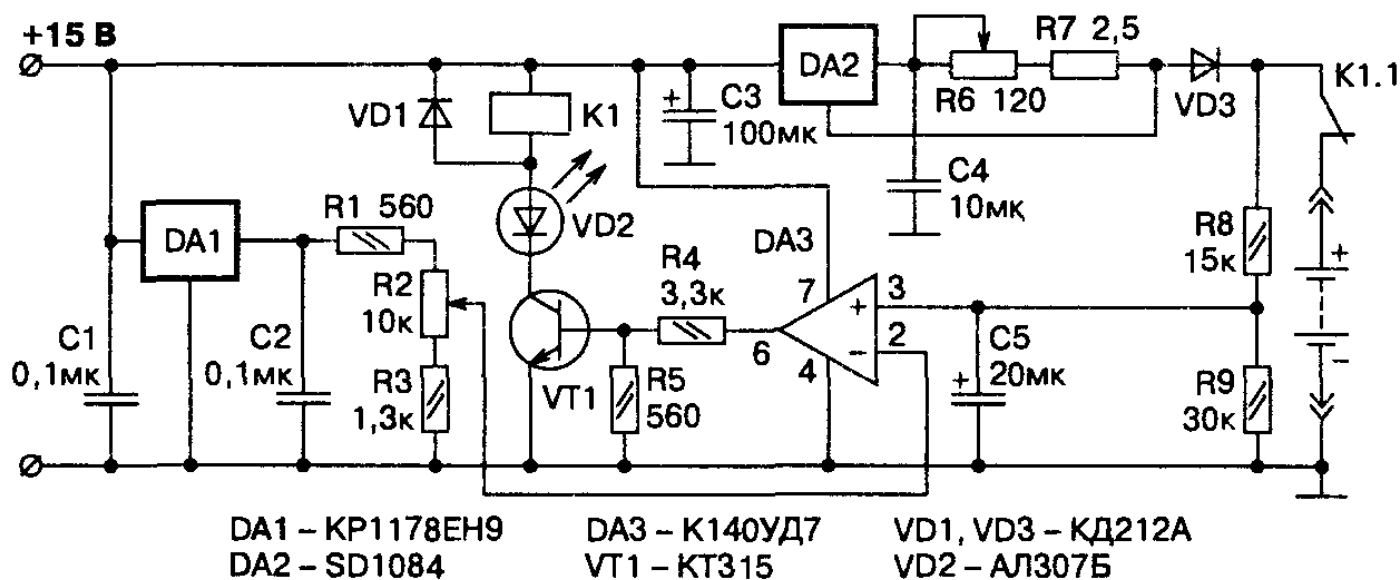 +15 В
DA2
R7 2,5
R6 120
VD3
K1.1
VD1
K1
C3
100мк
C4
10мк
DA1
R1 560
VD2
DA3
R8
15к
R2
10к
R4
3,3к
7
3
+
2
−
6
4
C1
0,1мк
C2
0,1мк
R3
1,3к
VT1
R5
560
C5
20мк
R9
30к
+
−
+
+
DA1 – КР1178ЕН9
DA3 – К140УД7
VD1, VD3 – КД212А
DA2 – SD1084
VT1 – КТ315
VD2 – АЛ307Б